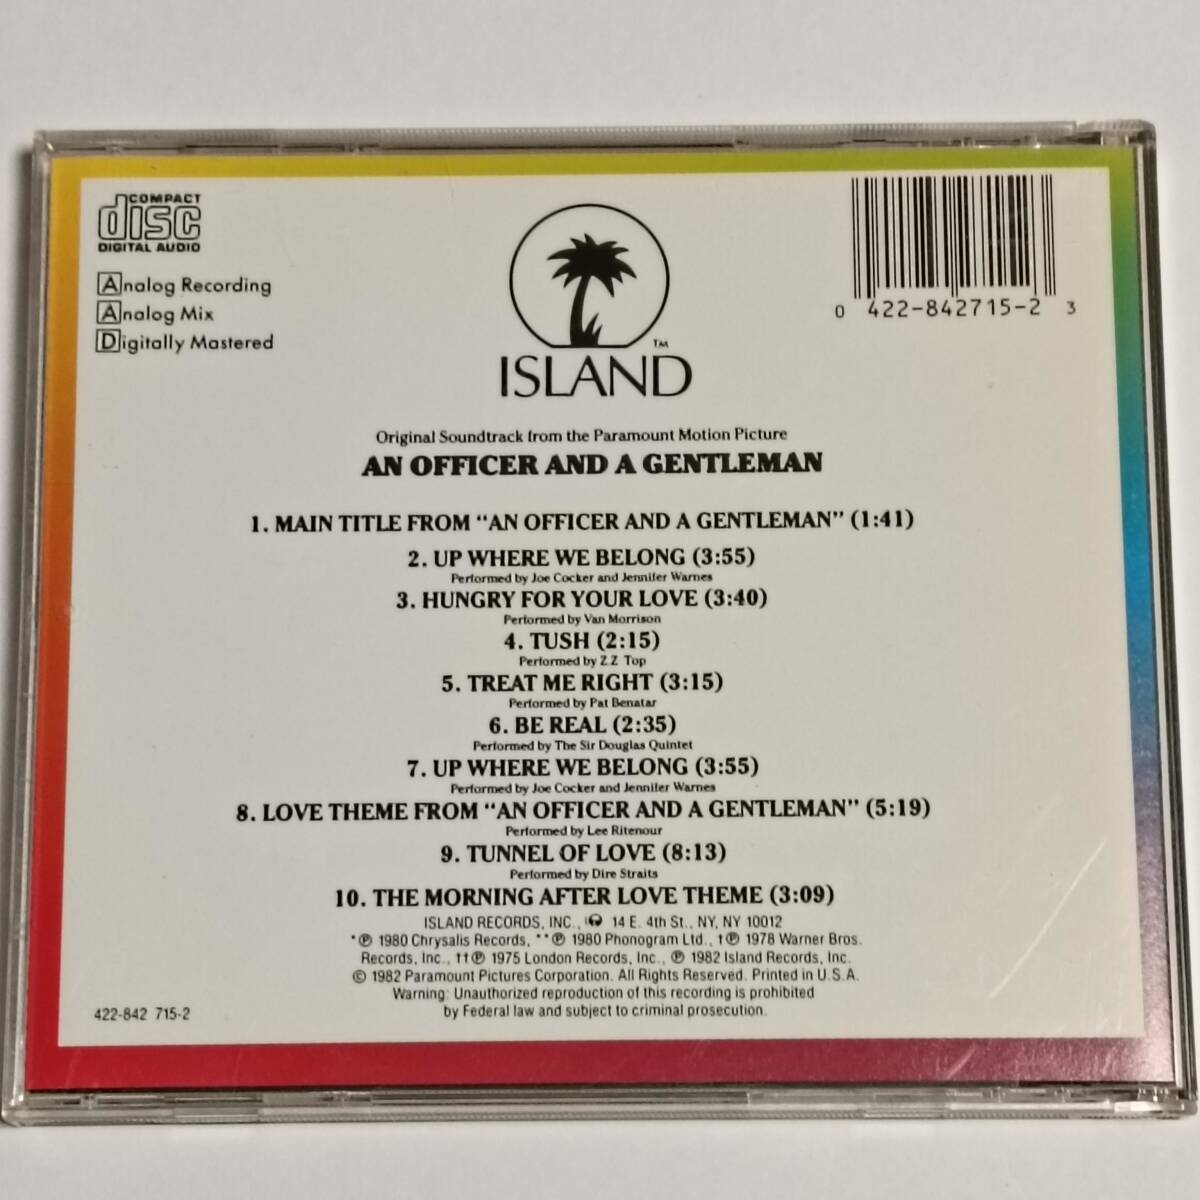 COMPACT
disc
DIGITAL AUDIO
Analog Recording
Analog Mix
Digitally Mastered
0 422-842715-2 3
TM
ISLAND
Original Soundtrack from the Paramount Motion Picture
AN OFFICER AND A GENTLEMAN
1. MAIN TITLE FROM "AN OFFICER AND A GENTLEMAN" (1:41)
2. UP WHERE WE BELONG (3:55)
Performed by Joe Cocker and Jennifer Warnes
3. HUNGRY FOR YOUR LOVE (3:40)
Performed by Van Morrison
4. TUSH (2:15)
Performed by Z.Z. Top
5. TREAT ME RIGHT (3:15)
Performed by Pat Benatar
6. BE REAL (2:35)
Performed by The Sir Douglas Quintet
7. UP WHERE WE BELONG (3:55)
Performed by Joe Cocker and Jennifer Warnes
8. LOVE THEME FROM "AN OFFICER AND A GENTLEMAN" (5:19)
Performed by Lee Ritenour
9. TUNNEL OF LOVE (8:13)
Performed by Dire Straits
10. THE MORNING AFTER LOVE THEME (3:09)
ISLAND RECORDS, INC., 14 E. 4th St., NY, NY 10012
*℗ 1980 Chrysalis Records, **℗ 1980 Phonogram Ltd., †℗ 1978 Warner Bros.
Records, Inc., ††℗ 1975 London Records, Inc., ℗ 1982 Island Records, Inc.
© 1982 Paramount Pictures Corporation. All Rights Reserved. Printed in U.S.A.
Warning: Unauthorized reproduction of this recording is prohibited
by Federal law and subject to criminal prosecution.
422-842 715-2